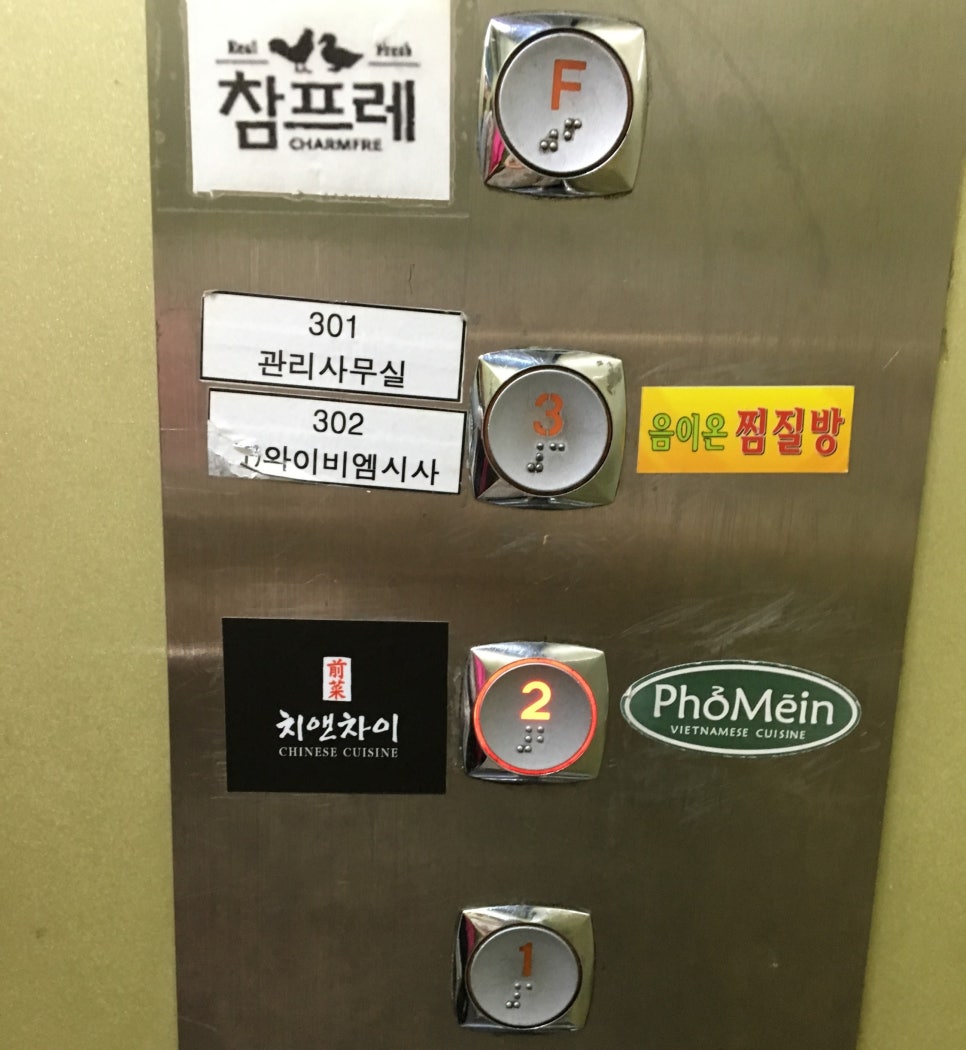 Real Fresh
참프레
CHARMFRE
F
301
관리사무실
302
와이비엠시사
3
음이온 찜질방
前菜
치앤차이
CHINESE CUISINE
2
PhởMēin
VIETNAMESE CUISINE
1